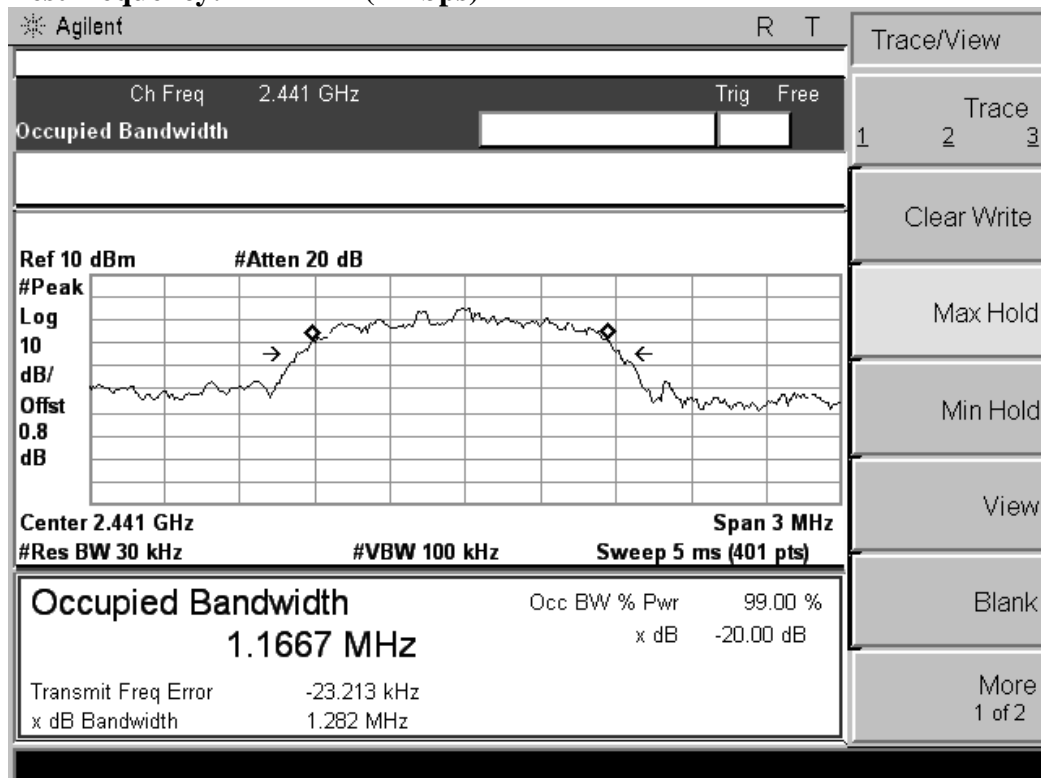 Agilent R T
Trace/View
Ch Freq 2.441 GHz Trig Free
Occupied Bandwidth
Trace
1 2 3
Clear Write
Max Hold
Min Hold
View
Blank
More
1 of 2
Ref 10 dBm #Atten 20 dB
#Peak
Log
10
dB/
Offst
0.8
dB
Center 2.441 GHz Span 3 MHz
#Res BW 30 kHz #VBW 100 kHz Sweep 5 ms (401 pts)
Occupied Bandwidth Occ BW % Pwr 99.00 %
1.1667 MHz x dB -20.00 dB
Transmit Freq Error -23.213 kHz
x dB Bandwidth 1.282 MHz